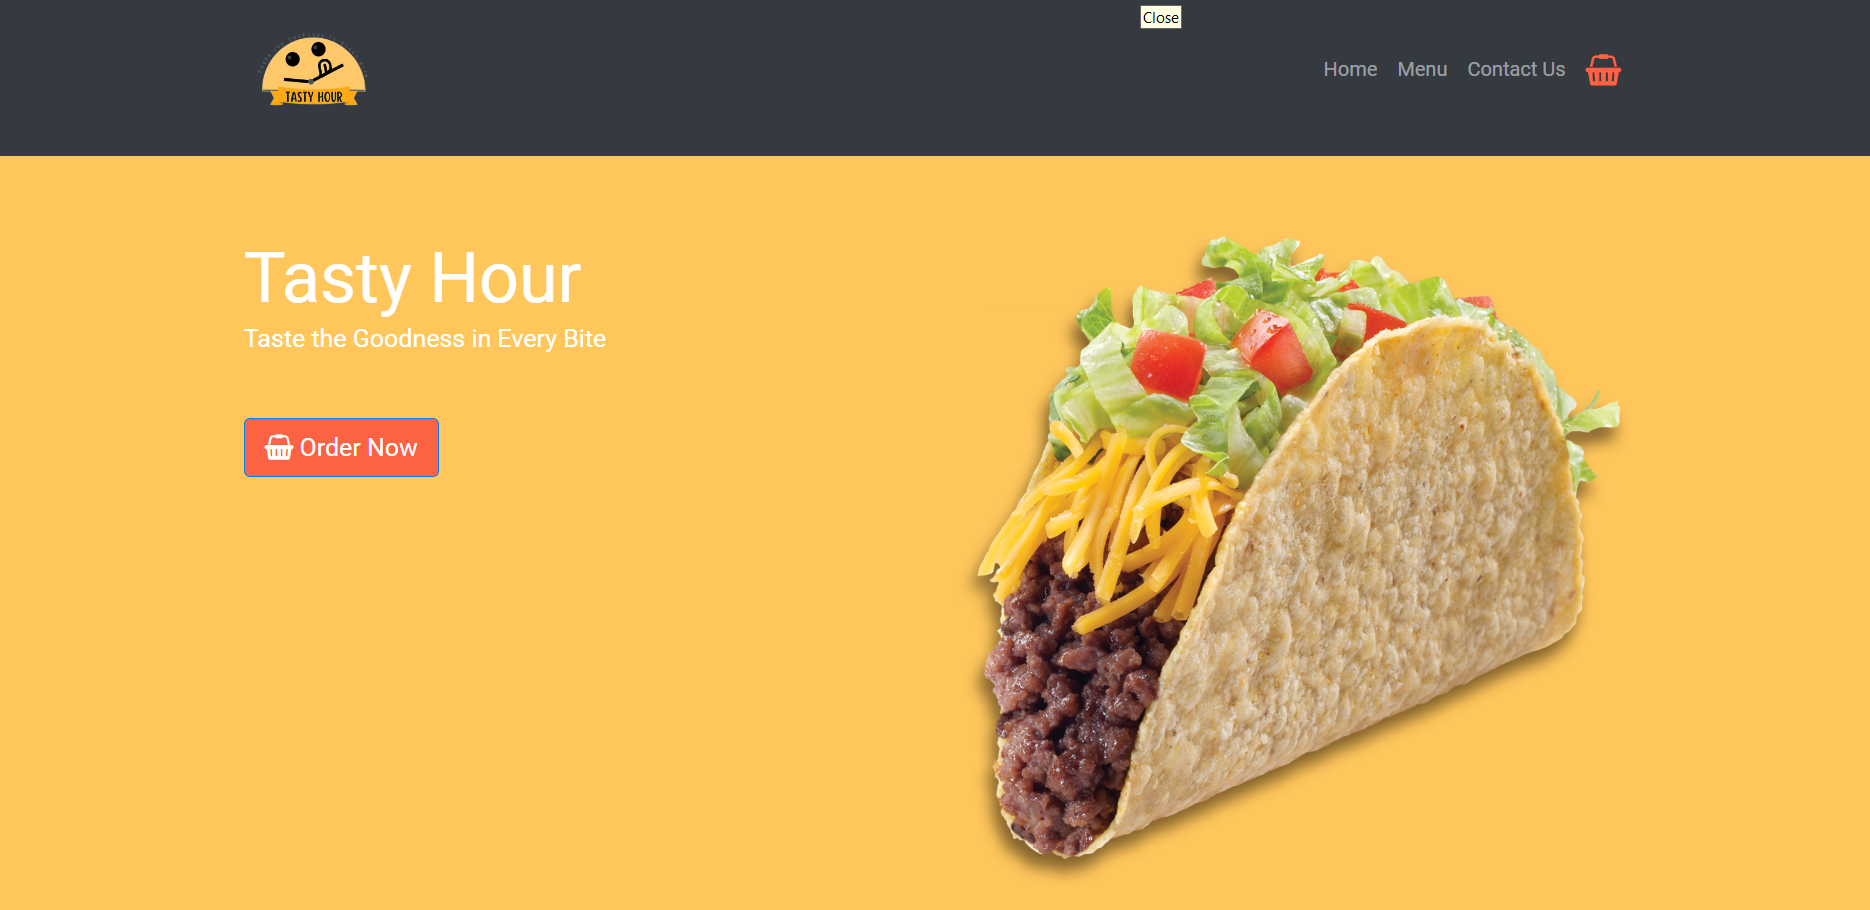 Close
TASTY HOUR
Home Menu Contact Us
Tasty Hour
Taste the Goodness in Every Bite
Order Now